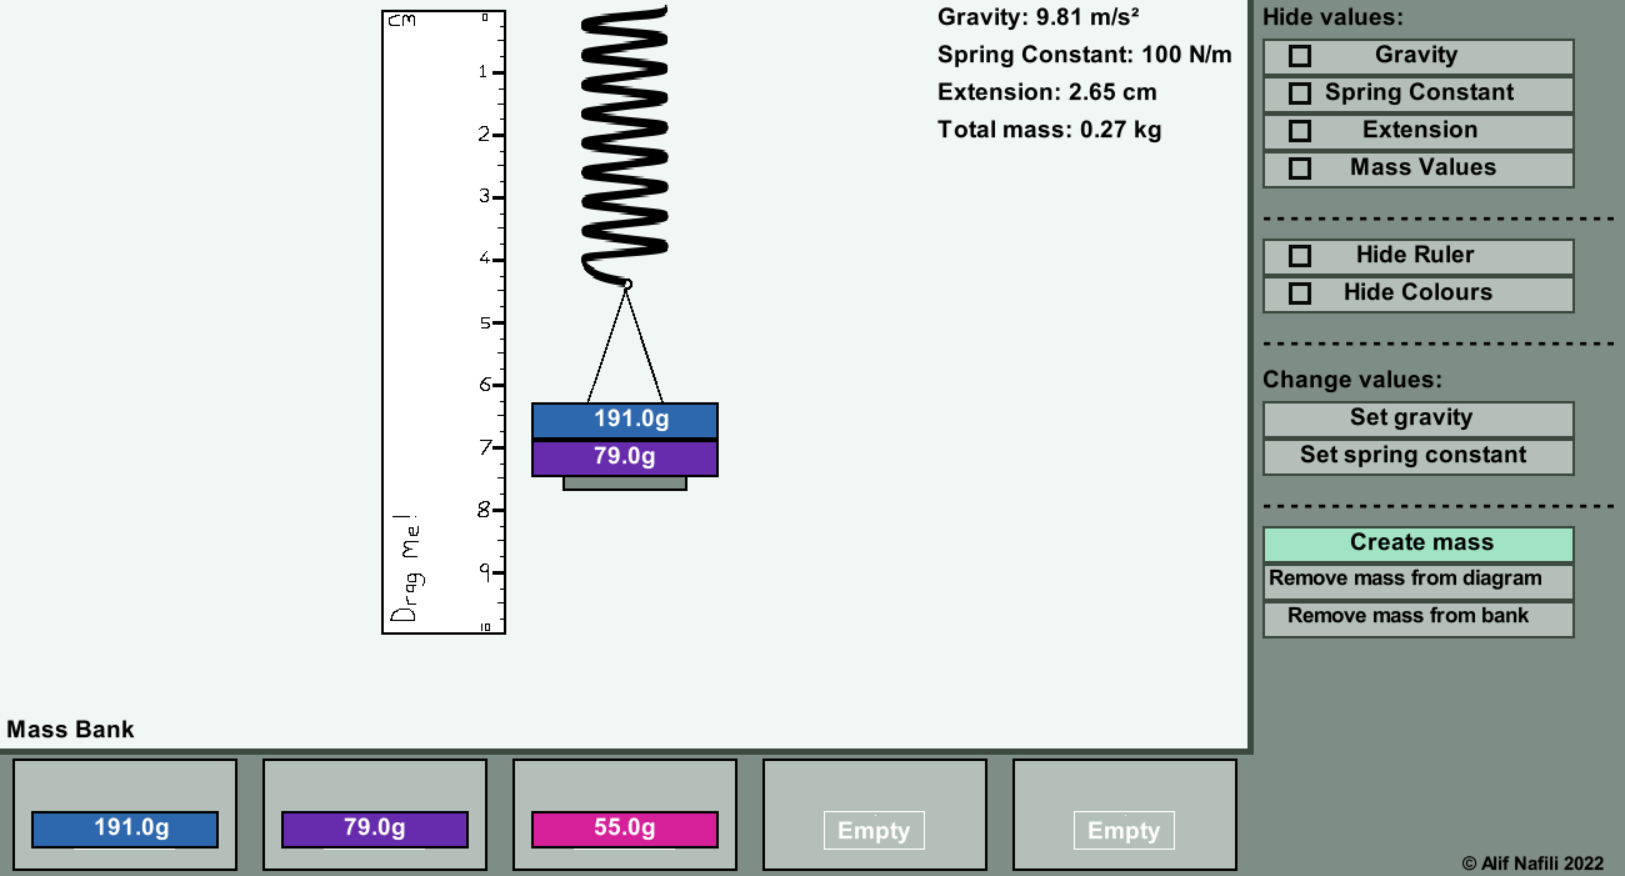 cm
0
1
2
3
4
5
6
7
8
9
10
Drag me!
191.0g
79.0g
Gravity: 9.81 m/s²
Spring Constant: 100 N/m
Extension: 2.65 cm
Total mass: 0.27 kg
Hide values:
Gravity
Spring Constant
Extension
Mass Values
Hide Ruler
Hide Colours
Change values:
Set gravity
Set spring constant
Create mass
Remove mass from diagram
Remove mass from bank
Mass Bank
191.0g
79.0g
55.0g
Empty
Empty
© Alif Nafili 2022